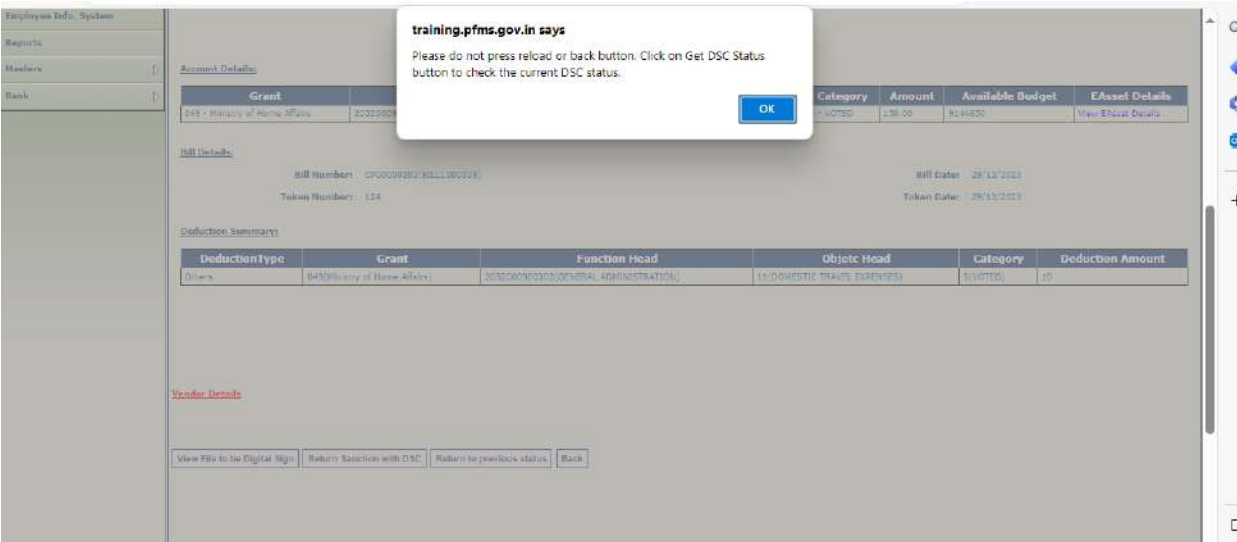 Employee Info. System
Reports
Masters
Bank
training.pfms.gov.in says
Please do not press reload or back button. Click on Get DSC Status
button to check the current DSC status.
OK
Account Details:
Grant Category Amount Available Budget EAsset Details
Ministry of Home Affairs VOTED View EAsset Details
Bill Details:
Bill Number: Bill Date:
Token Number: 124 Token Date:
Deduction Summary:
DeductionType Grant Function Head Objetc Head Category Deduction Amount
Others (Ministry of Home Affairs) (GENERAL ADMINISTRATION) (DOMESTIC TRAVEL EXPENSES) (VOTED) 10
Vendor Details
View File to be Digital Sign Return Sanction with DSC Return to previous status Back